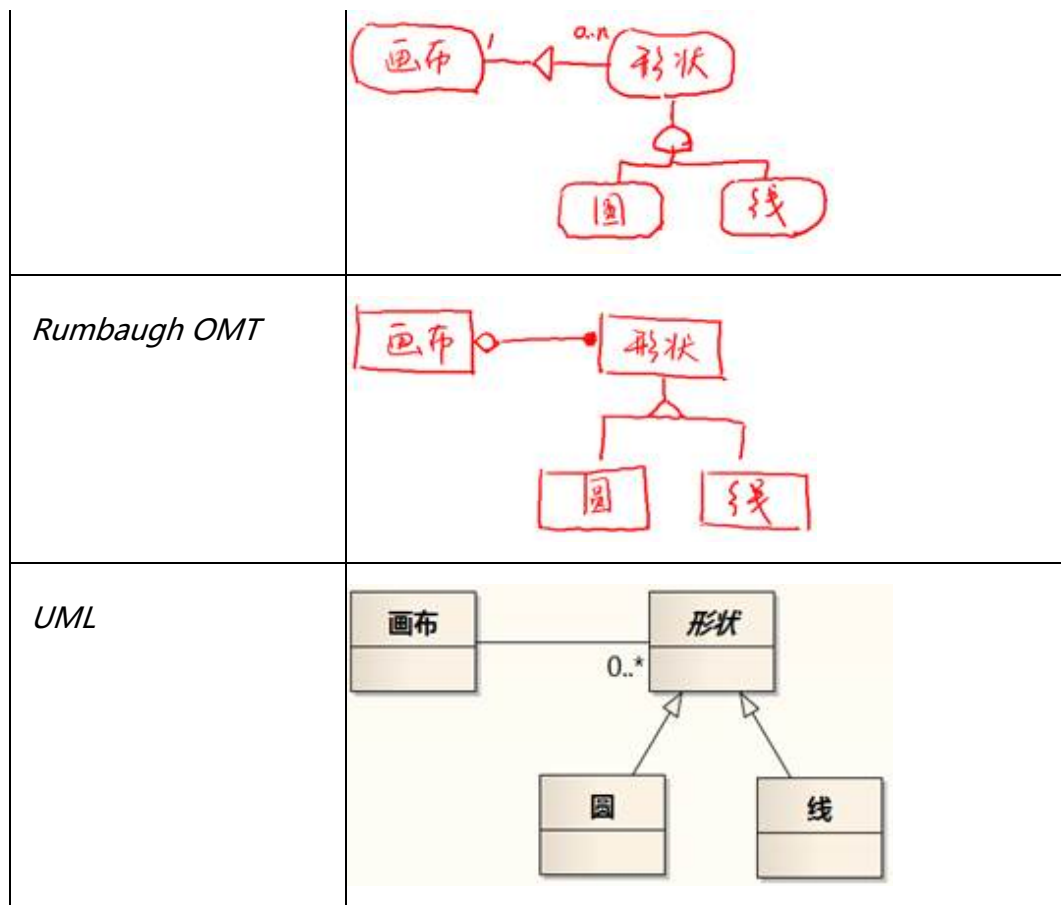 画布 1 0..n 形状
圆 线
Rumbaugh OMT
画布 形状
圆 线
UML
画布 形状
0..*
圆 线